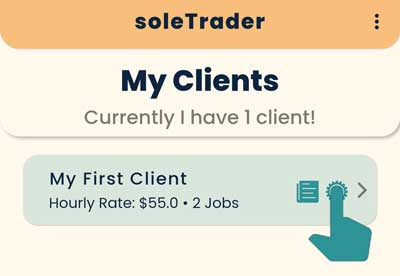 soleTrader
My Clients
Currently I have 1 client!
My First Client
Hourly Rate: $55.0 • 2 Jobs